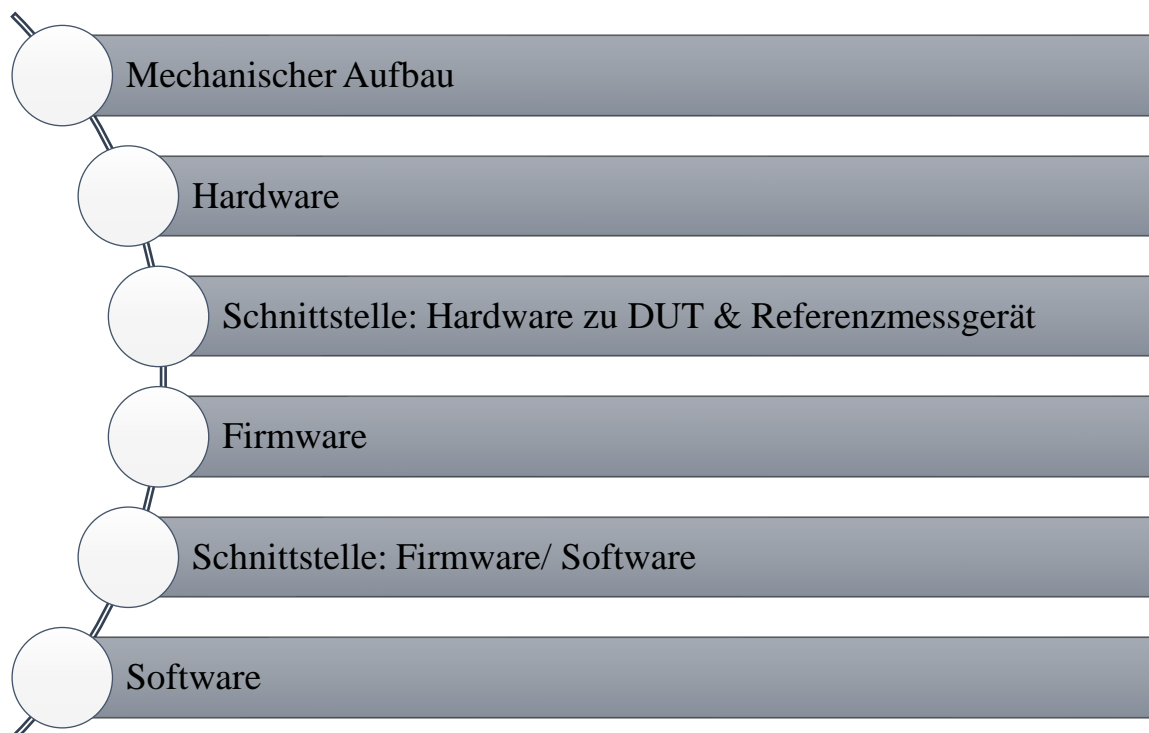 Mechanischer Aufbau
Hardware
Schnittstelle: Hardware zu DUT & Referenzmessgerät
Firmware
Schnittstelle: Firmware/ Software
Software